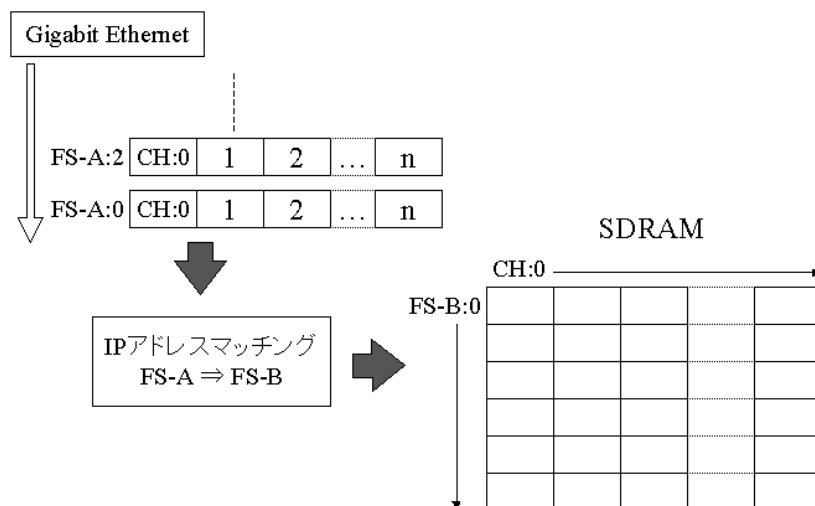 Gigabit Ethernet
FS-A:2 CH:0 1 2 … n
FS-A:0 CH:0 1 2 … n
SDRAM
CH:0
FS-B:0
IPアドレスマッチング
FS-A ⇒ FS-B